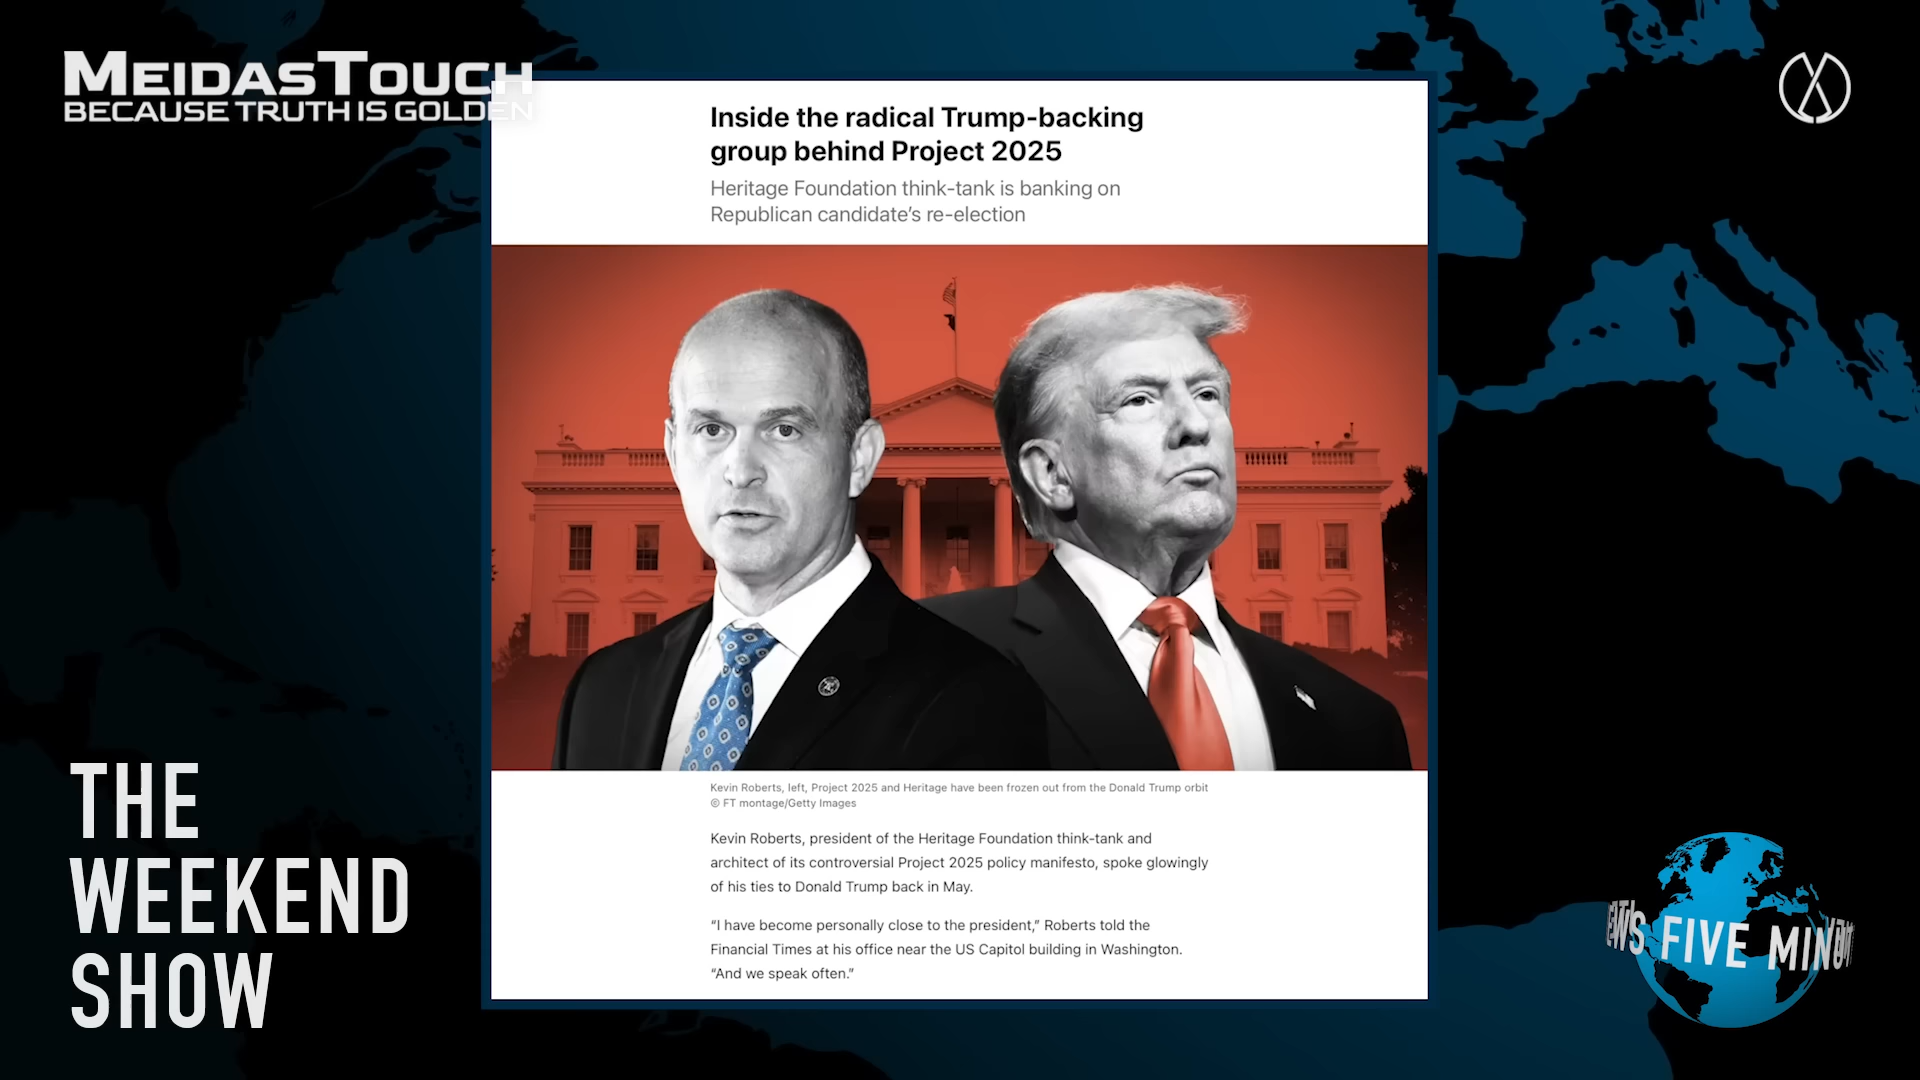 MEIDASTOUCH
BECAUSE TRUTH IS GOLDEN
Inside the radical Trump-backing
group behind Project 2025
Heritage Foundation think-tank is banking on
Republican candidate’s re-election
Kevin Roberts, left, Project 2025 and Heritage have been frozen out from the Donald Trump orbit
© FT montage/Getty Images
Kevin Roberts, president of the Heritage Foundation think-tank and
architect of its controversial Project 2025 policy manifesto, spoke glowingly
of his ties to Donald Trump back in May.
“I have become personally close to the president,” Roberts told the
Financial Times at his office near the US Capitol building in Washington.
“And we speak often.”
THE
WEEKEND
SHOW
FIVE